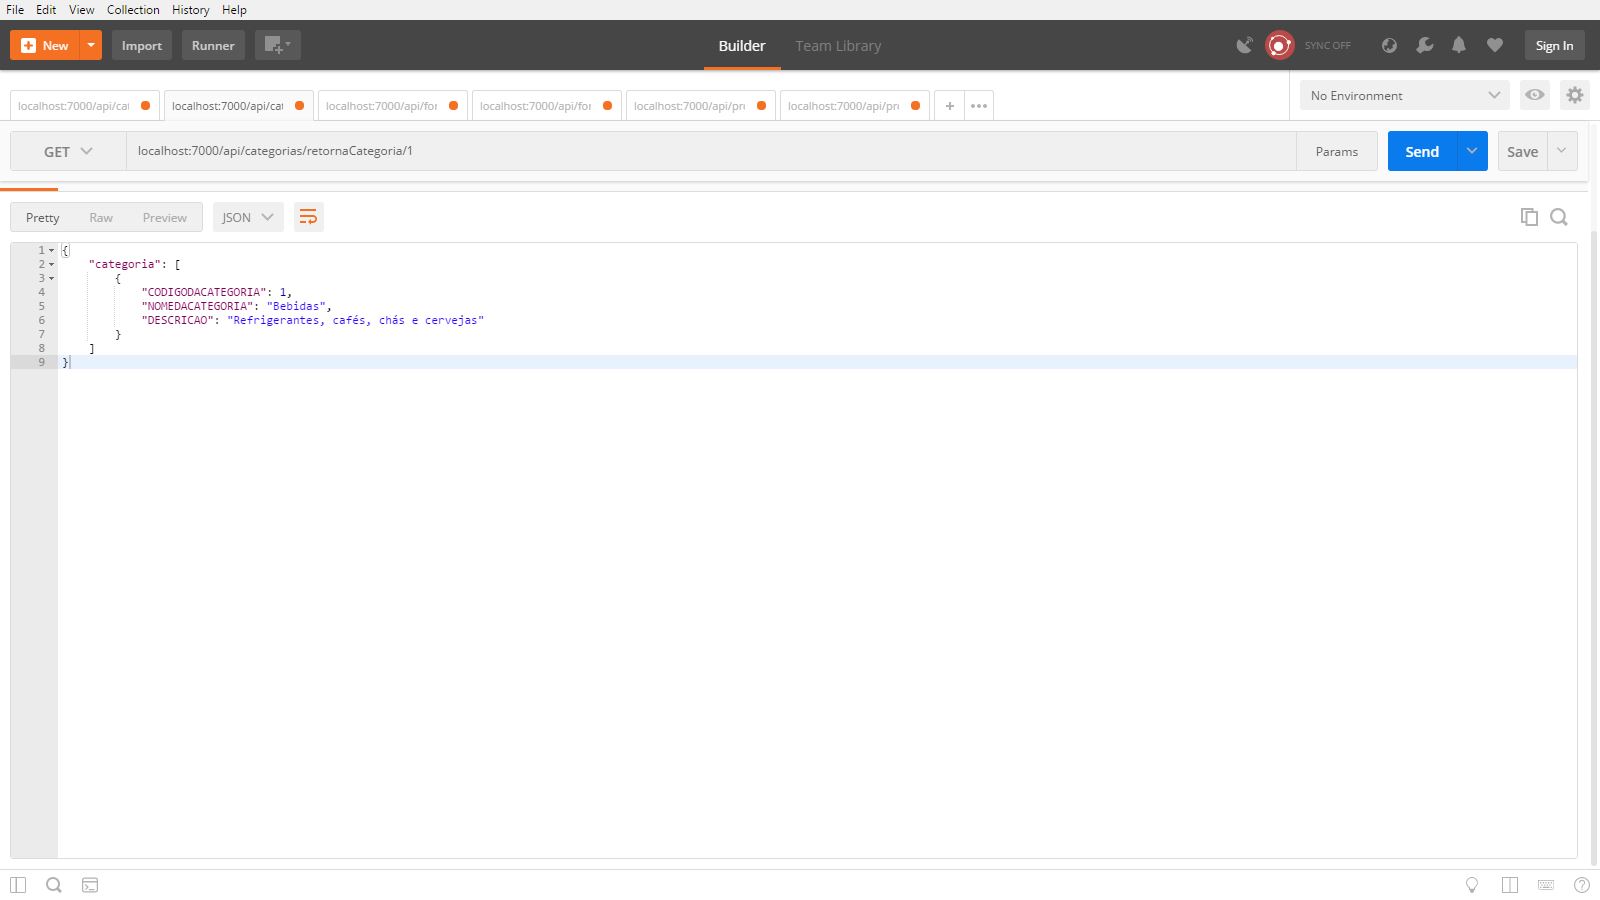 File Edit View Collection History Help
New Import Runner Builder Team Library SYNC OFF Sign In
localhost:7000/api/cat localhost:7000/api/cat localhost:7000/api/for localhost:7000/api/for localhost:7000/api/pro localhost:7000/api/pro + No Environment
GET localhost:7000/api/categorias/retornaCategoria/1 Params Send Save
Pretty Raw Preview JSON
1 {
2 "categoria": [
3 {
4 "CODIGODACATEGORIA": 1,
5 "NOMEDACATEGORIA": "Bebidas",
6 "DESCRICAO": "Refrigerantes, cafés, chás e cervejas"
7 }
8 ]
9 }